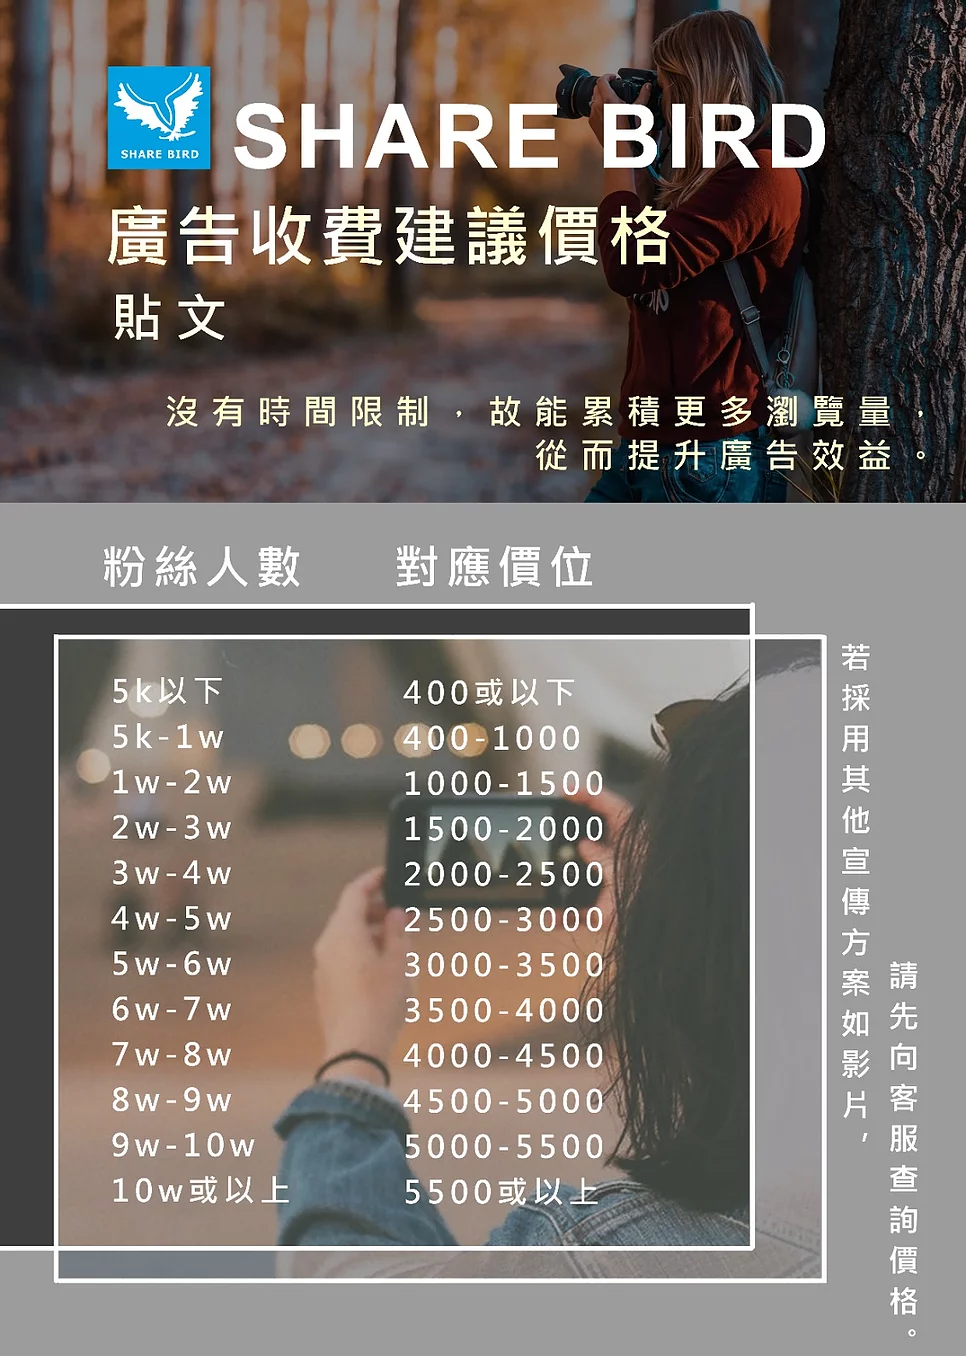 SHARE BIRD
SHARE BIRD
廣告收費建議價格
貼文
沒有時間限制，故能累積更多瀏覽量，
從而提升廣告效益。
粉絲人數 對應價位
5k以下 400或以下
5k-1w 400-1000
1w-2w 1000-1500
2w-3w 1500-2000
3w-4w 2000-2500
4w-5w 2500-3000
5w-6w 3000-3500
6w-7w 3500-4000
7w-8w 4000-4500
8w-9w 4500-5000
9w-10w 5000-5500
10w或以上 5500或以上
若採用其他宣傳方案如影片，
請先向客服查詢價格。